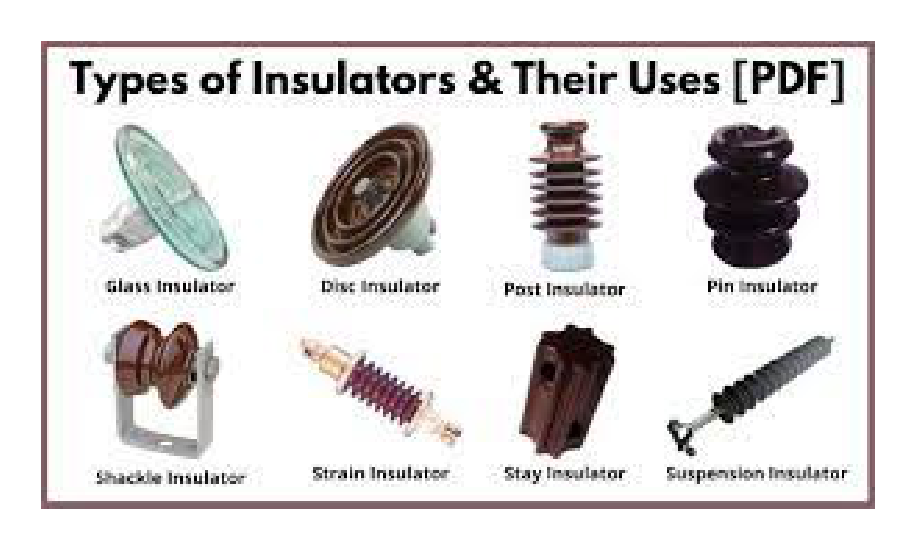 Types of Insulators & Their Uses [PDF]
Glass Insulator
Disc Insulator
Post Insulator
Pin Insulator
Shackle Insulator
Strain Insulator
Stay Insulator
Suspension Insulator